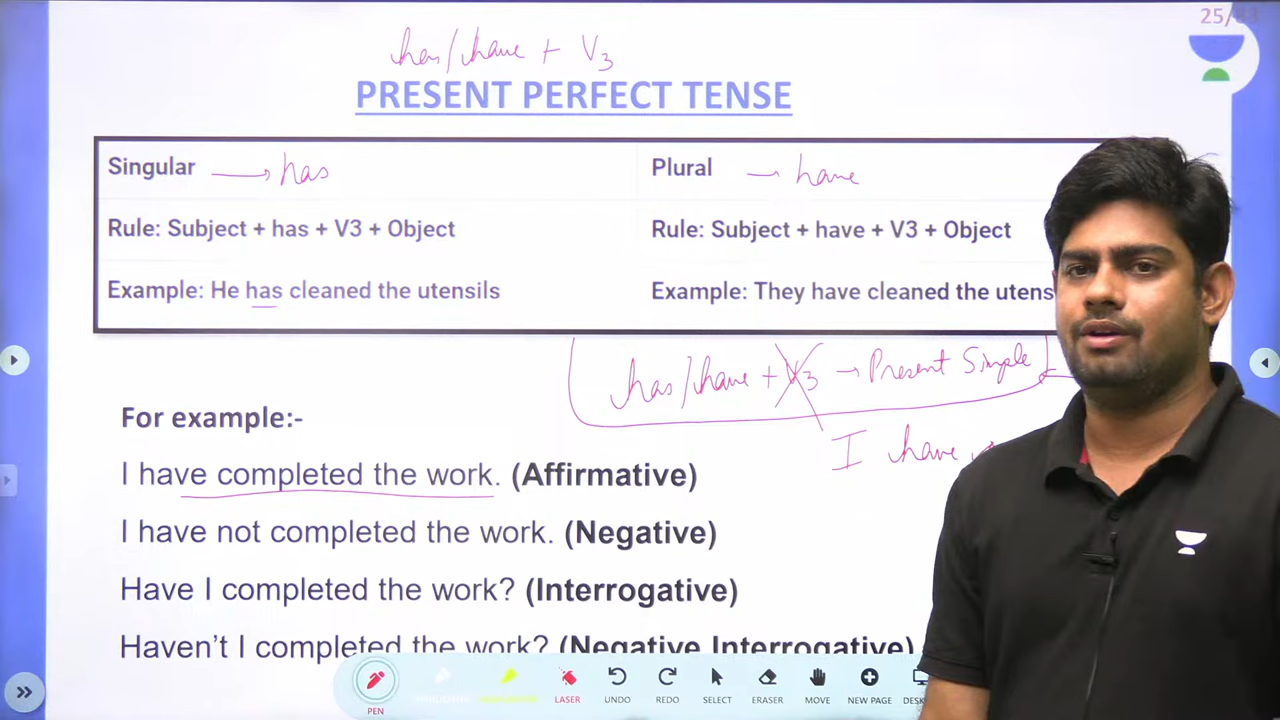 25/
has/have + V3
PRESENT PERFECT TENSE
Singular → has
Plural → have
Rule: Subject + has + V3 + Object
Rule: Subject + have + V3 + Object
Example: He has cleaned the utensils
Example: They have cleaned the utens
has/have + V3 → Present Simple
I have
For example:-
I have completed the work. (Affirmative)
I have not completed the work. (Negative)
Have I completed the work? (Interrogative)
Haven't I completed the work? (Negative Interrogative)
PEN
LASER
UNDO
REDO
SELECT
ERASER
MOVE
NEW PAGE
DESK